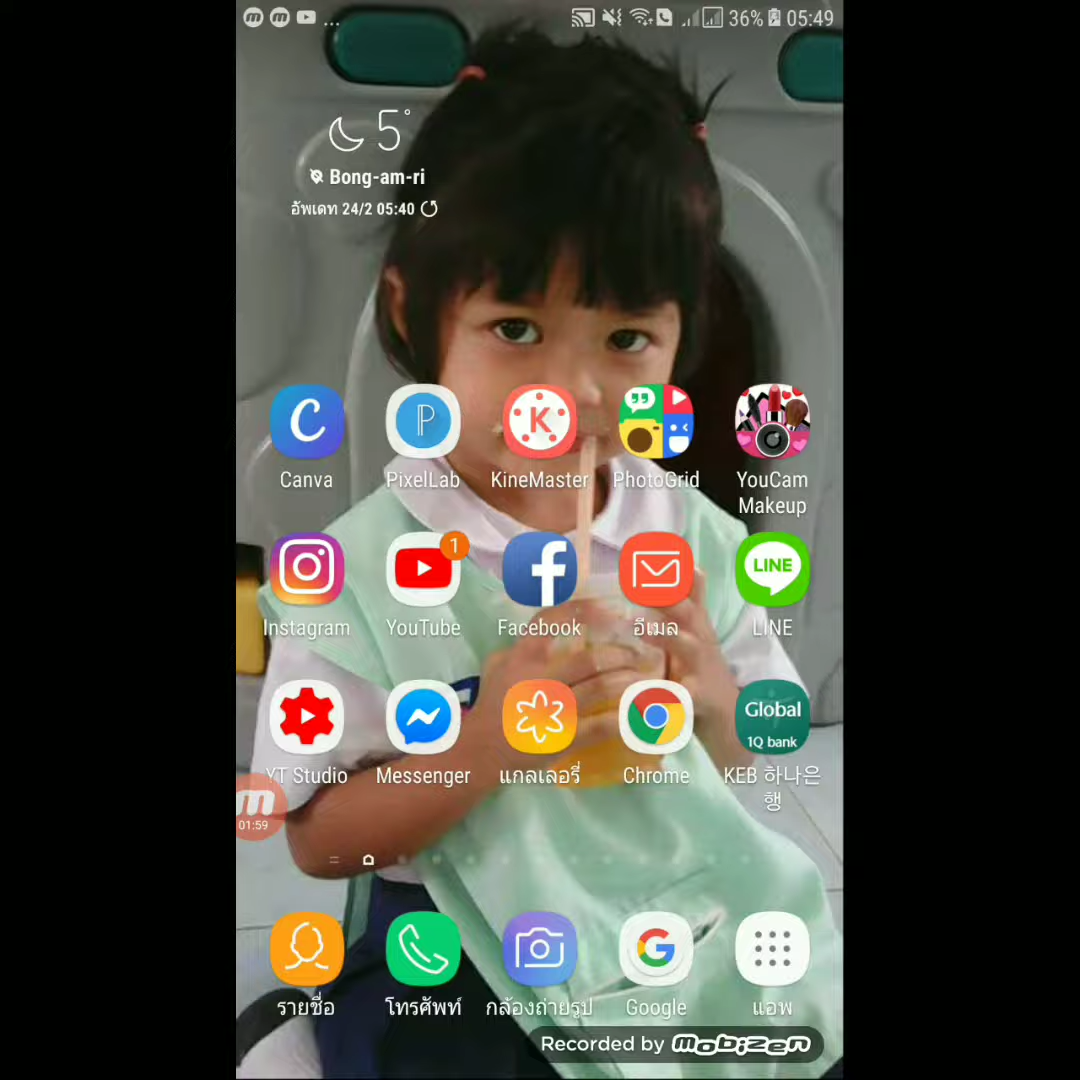 ... 36% 05:49
5°
Bong-am-ri
อัพเดท 24/2 05:40
Canva
PixelLab
KineMaster
PhotoGrid
YouCam
Makeup
1
LINE
Instagram
YouTube
Facebook
อีเมล
LINE
Global
1Q bank
YT Studio
Messenger
แกลเลอรี่
Chrome
KEB 하나은
행
01:59
รายชื่อ
โทรศัพท์
กล้องถ่ายรูป
Google
แอพ
Recorded by Mobizen